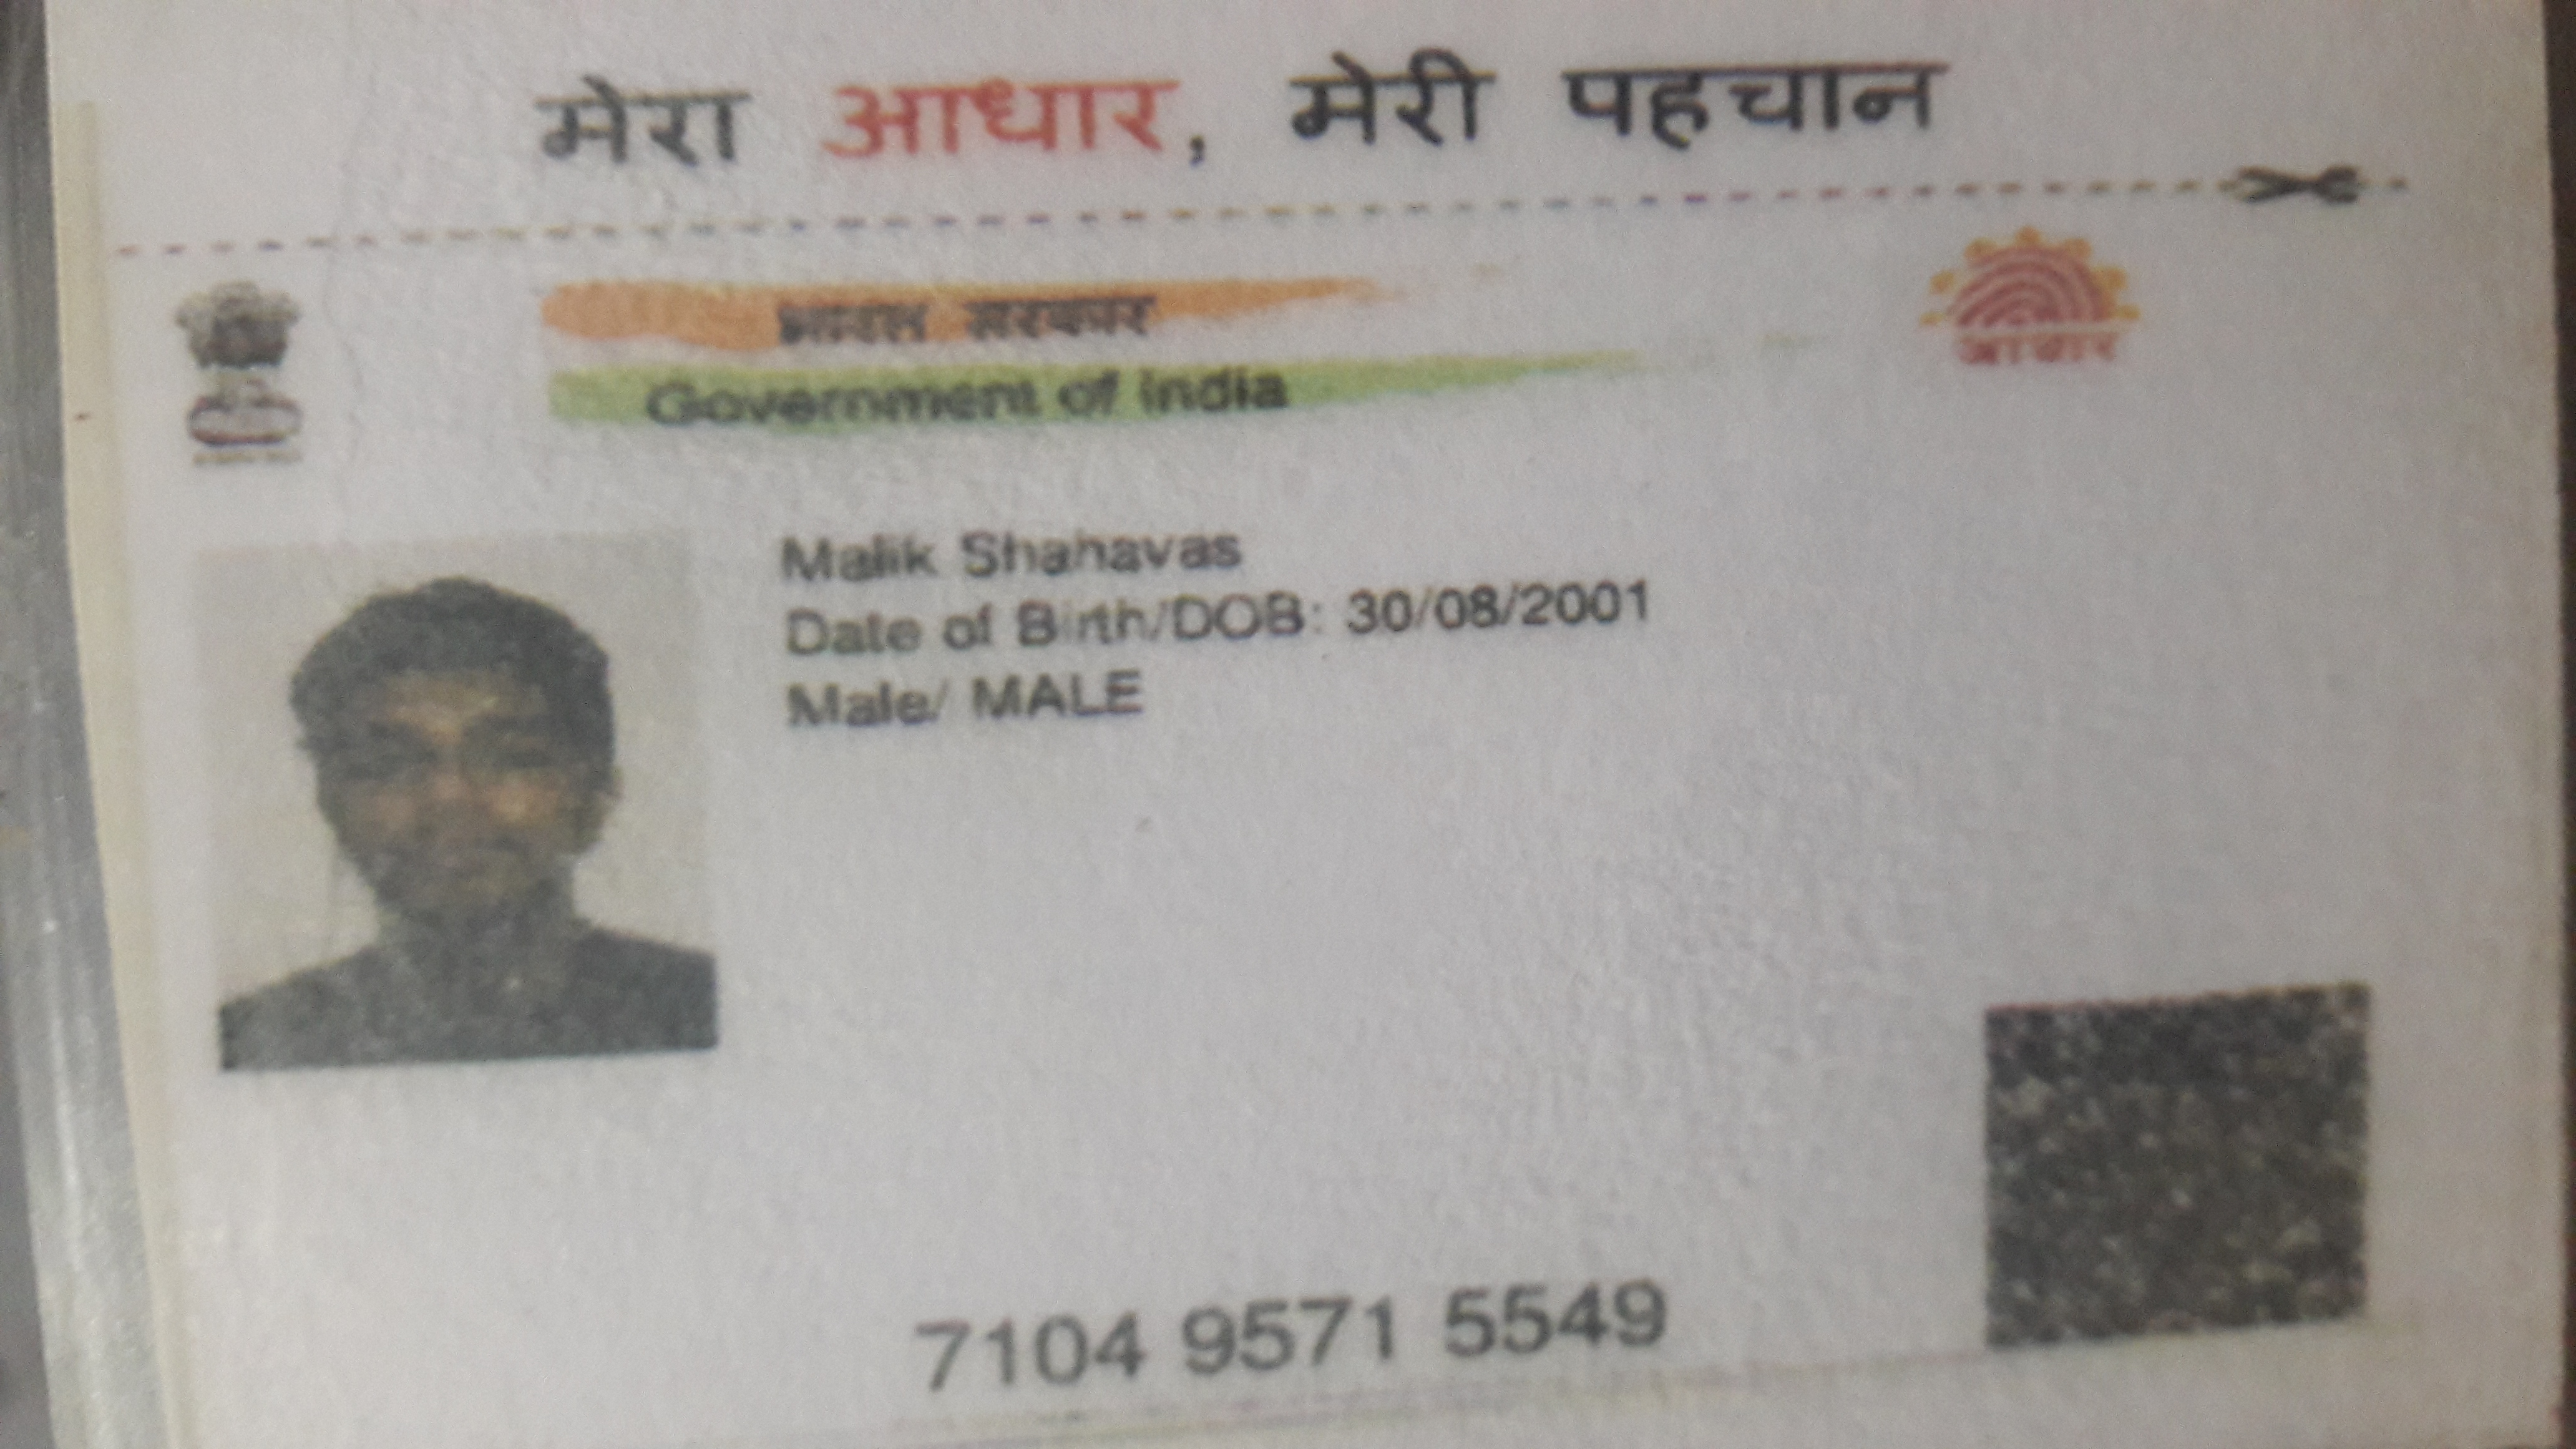 मेरा आधार, मेरी पहचान
भारत सरकार
Government of India
आधार
Malik Shahavas
Date of Birth/DOB: 30/08/2001
Male/ MALE
7104 9571 5549